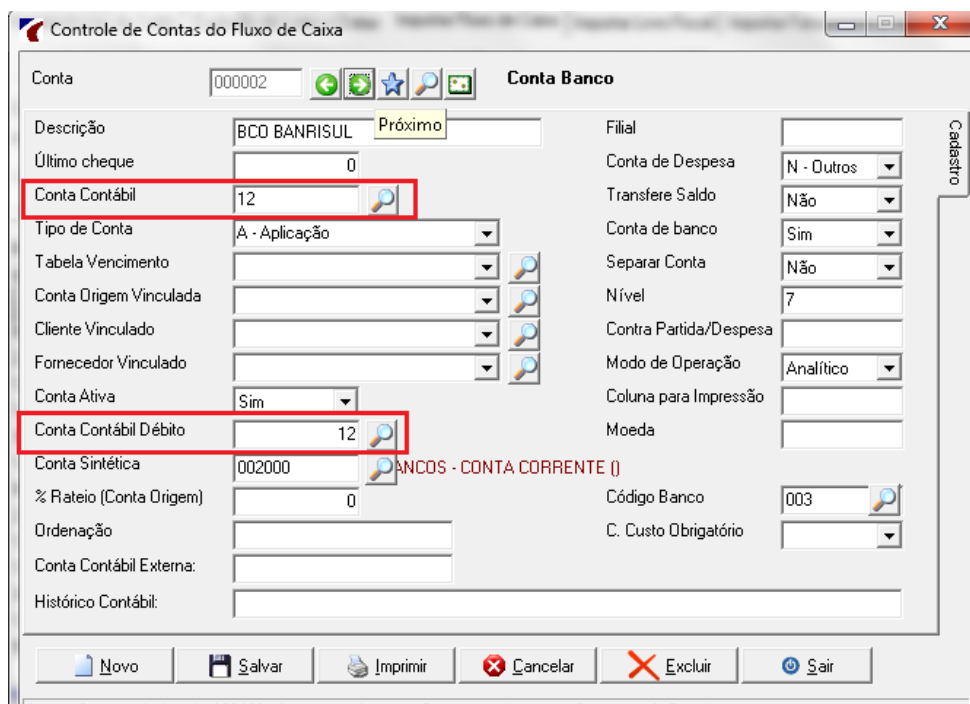 Controle de Contas do Fluxo de Caixa
Conta 000002 Conta Banco
Próximo
Cadastro
Descrição BCO BANRISUL Filial
Último cheque 0 Conta de Despesa N - Outros
Conta Contábil 12 Transfere Saldo Não
Tipo de Conta A - Aplicação Conta de banco Sim
Tabela Vencimento Separar Conta Não
Conta Origem Vinculada Nível 7
Cliente Vinculado Contra Partida/Despesa
Fornecedor Vinculado Modo de Operação Analítico
Conta Ativa Sim Coluna para Impressão
Conta Contábil Débito 12 Moeda
Conta Sintética 002000 ANCOS - CONTA CORRENTE ()
% Rateio (Conta Origem) 0 Código Banco 003
Ordenação C. Custo Obrigatório
Conta Contábil Externa:
Histórico Contábil:
Novo Salvar Imprimir Cancelar Excluir Sair